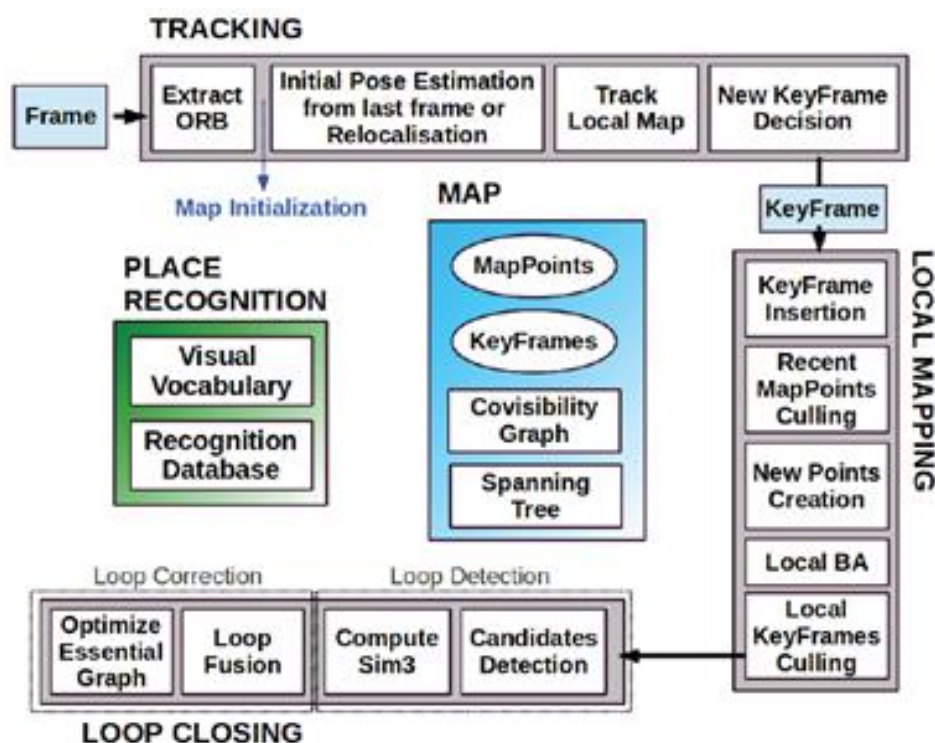 TRACKING
Frame
Extract
ORB
Initial Pose Estimation
from last frame or
Relocalisation
Track
Local Map
New KeyFrame
Decision
Map Initialization
MAP
KeyFrame
PLACE
RECOGNITION
Visual
Vocabulary
Recognition
Database
MapPoints
KeyFrames
Covisibility
Graph
Spanning
Tree
LOCAL MAPPING
KeyFrame
Insertion
Recent
MapPoints
Culling
New Points
Creation
Local BA
Local
KeyFrames
Culling
Loop Correction
Loop Detection
Optimize
Essential
Graph
Loop
Fusion
Compute
Sim3
Candidates
Detection
LOOP CLOSING